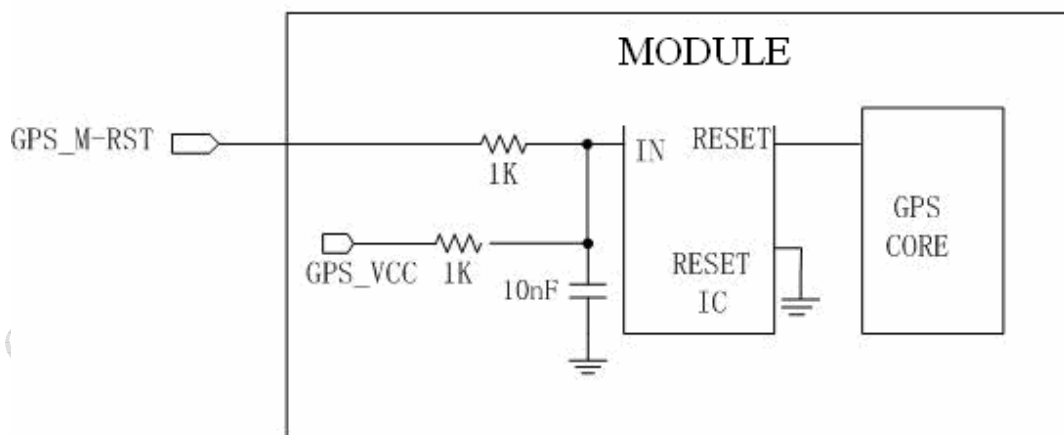 MODULE
GPS_M-RST
1K
IN
RESET
GPS
CORE
GPS_VCC
1K
10nF
RESET
IC